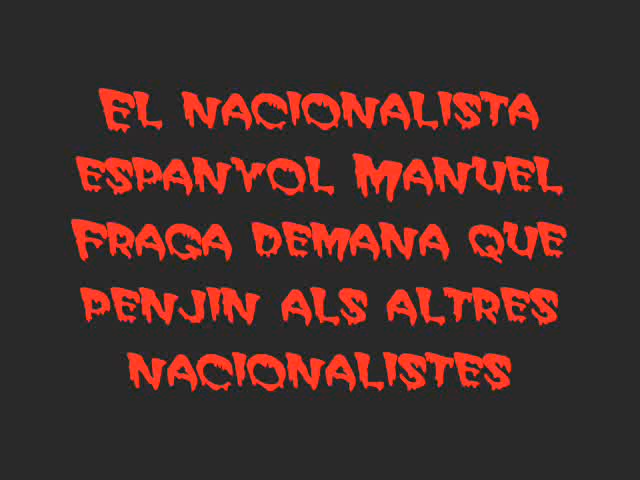 El nacionalista
espanyol Manuel
Fraga demana que
penjin als altres
nacionalistes